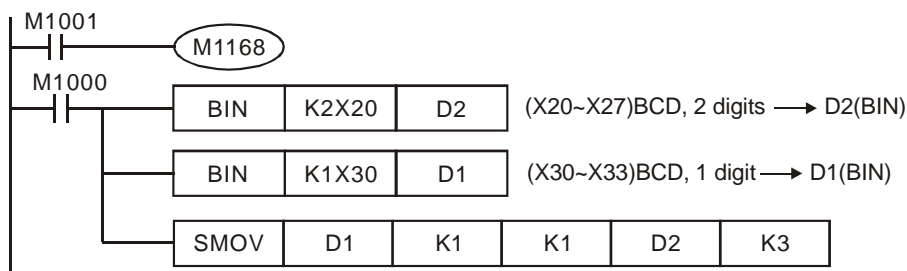 M1001
M1168
M1000
BIN K2X20 D2 (X20~X27)BCD, 2 digits → D2(BIN)
BIN K1X30 D1 (X30~X33)BCD, 1 digit → D1(BIN)
SMOV D1 K1 K1 D2 K3